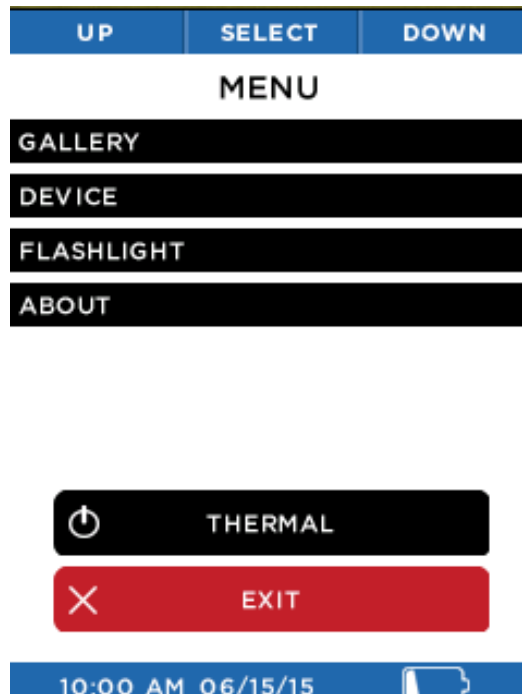 UP SELECT DOWN
MENU
GALLERY
DEVICE
FLASHLIGHT
ABOUT
THERMAL
EXIT
10:00 AM 06/15/15